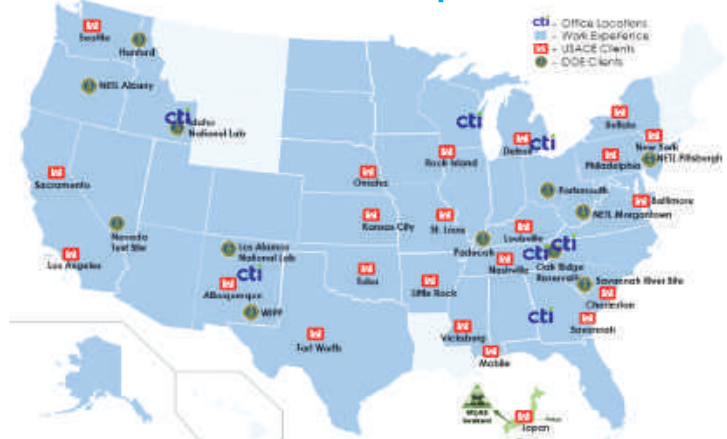 cti - Office Locations
- Work Experience
- USACE Clients
- DOE Clients
Seattle
Hanford
NETL Albany
cti
Idaho
National Lab
cti
Buffalo
Detroit
cti
New York
Rock Island
Philadelphia
NETL Pittsburgh
Sacramento
Omaha
Portsmouth
Baltimore
Kansas City
St. Louis
NETL Morgantown
Nevada
Test Site
Louisville
Paducah
cti
cti
Los Alamos
National Lab
Los Angeles
cti
Nashville
Oak Ridge
Reservation
Tulsa
Savannah River Site
Albuquerque
Little Rock
Charleston
WIPP
cti
Savannah
Fort Worth
Vicksburg
Mobile
Japan